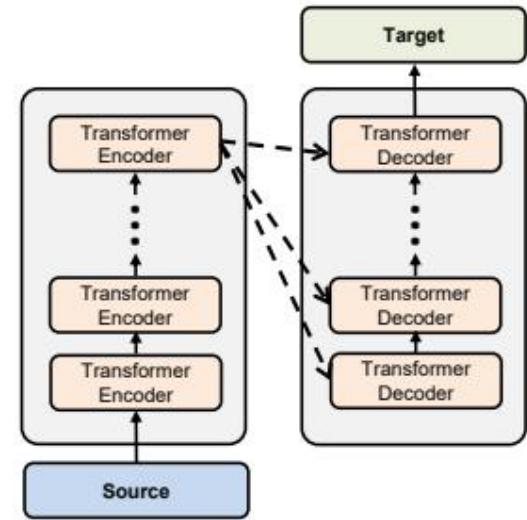 Target
Transformer
Encoder
Transformer
Encoder
Transformer
Encoder
Source
Transformer
Decoder
Transformer
Decoder
Transformer
Decoder